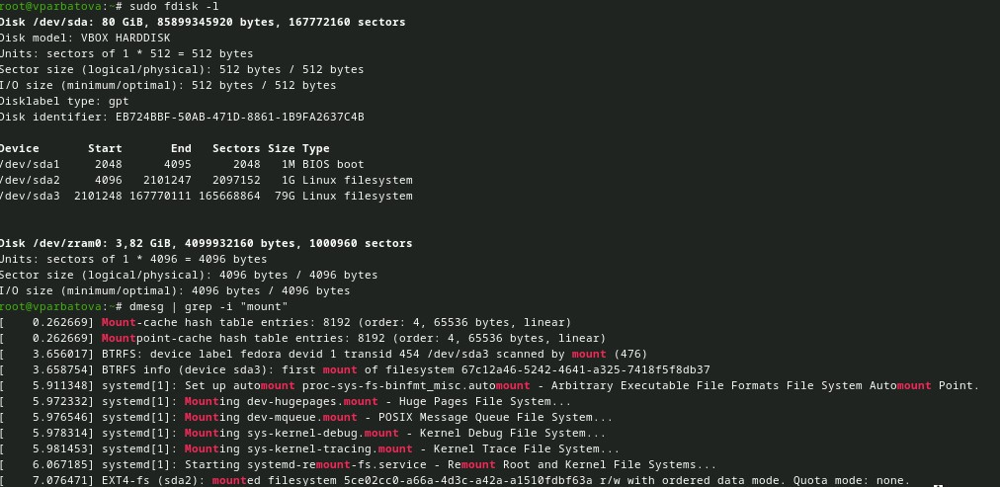 root@vparbatova:~# sudo fdisk -l
Disk /dev/sda: 80 GiB, 85899345920 bytes, 167772160 sectors
Disk model: VBOX HARDDISK
Units: sectors of 1 * 512 = 512 bytes
Sector size (logical/physical): 512 bytes / 512 bytes
I/O size (minimum/optimal): 512 bytes / 512 bytes
Disklabel type: gpt
Disk identifier: EB724BBF-50AB-471D-8861-1B9FA2637C4B
Device Start End Sectors Size Type
/dev/sda1 2048 4095 2048 1M BIOS boot
/dev/sda2 4096 2101247 2097152 1G Linux filesystem
/dev/sda3 2101248 167770111 165668864 79G Linux filesystem
Disk /dev/zram0: 3,82 GiB, 4099932160 bytes, 1000960 sectors
Units: sectors of 1 * 4096 = 4096 bytes
Sector size (logical/physical): 4096 bytes / 4096 bytes
I/O size (minimum/optimal): 4096 bytes / 4096 bytes
root@vparbatova:~# dmesg | grep -i "mount"
[ 0.262669] Mount-cache hash table entries: 8192 (order: 4, 65536 bytes, linear)
[ 0.262669] Mountpoint-cache hash table entries: 8192 (order: 4, 65536 bytes, linear)
[ 3.656017] BTRFS: device label fedora devid 1 transid 454 /dev/sda3 scanned by mount (476)
[ 3.658754] BTRFS info (device sda3): first mount of filesystem 67c12a46-5242-4641-a325-7418f5f8db37
[ 5.911348] systemd[1]: Set up automount proc-sys-fs-binfmt_misc.automount - Arbitrary Executable File Formats File System Automount Point.
[ 5.972332] systemd[1]: Mounting dev-hugepages.mount - Huge Pages File System...
[ 5.976546] systemd[1]: Mounting dev-mqueue.mount - POSIX Message Queue File System...
[ 5.978314] systemd[1]: Mounting sys-kernel-debug.mount - Kernel Debug File System...
[ 5.981453] systemd[1]: Mounting sys-kernel-tracing.mount - Kernel Trace File System...
[ 6.067185] systemd[1]: Starting systemd-remount-fs.service - Remount Root and Kernel File Systems...
[ 7.076471] EXT4-fs (sda2): mounted filesystem 5ce02cc0-a66a-4d3c-a42a-a1510fdbf63a r/w with ordered data mode. Quota mode: none.